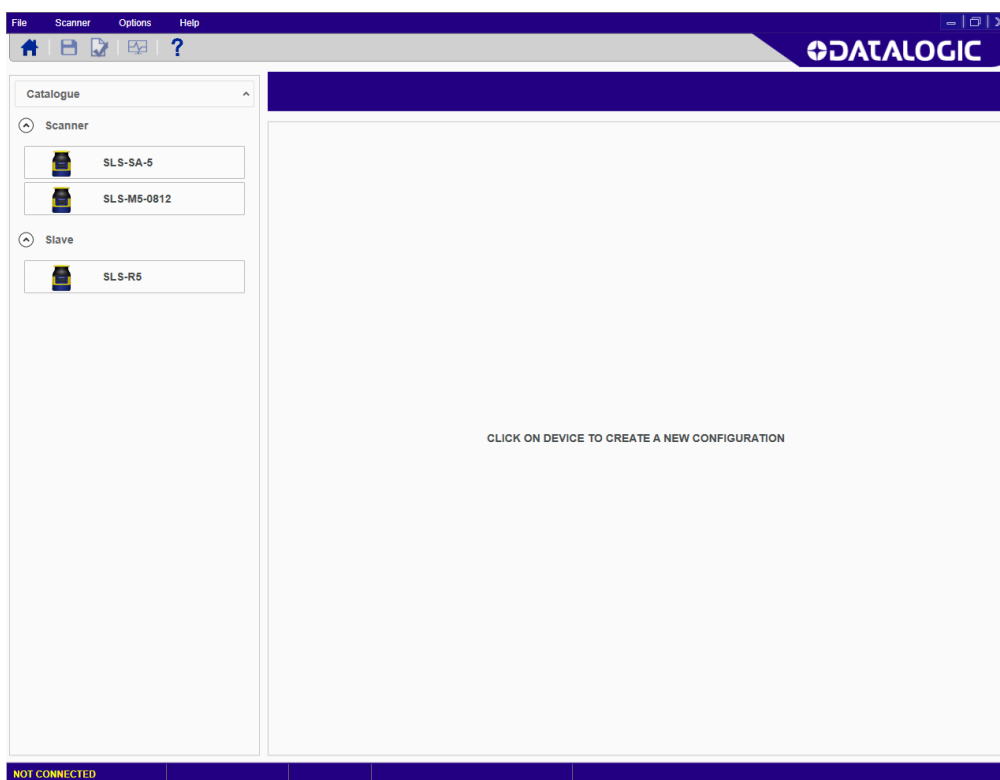 File Scanner Options Help
? DATALOGIC
Catalogue
Scanner
SLS-SA-5
SLS-M5-0812
Slave
SLS-R5
CLICK ON DEVICE TO CREATE A NEW CONFIGURATION
NOT CONNECTED